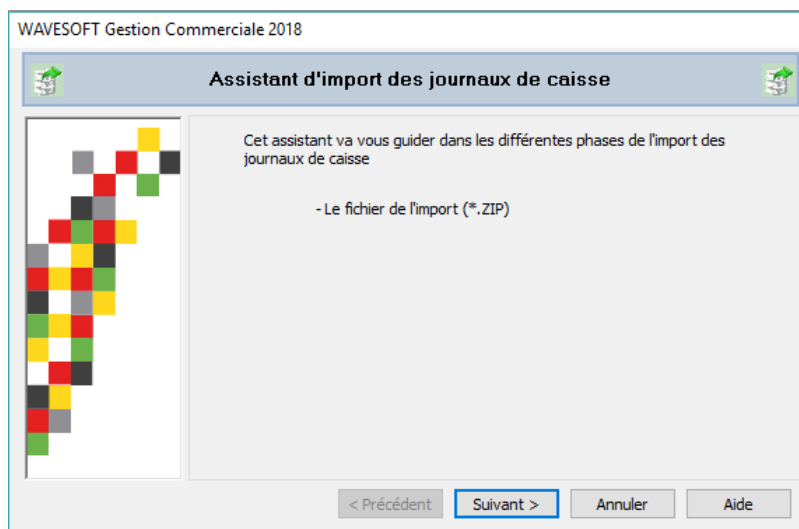 WAVESOFT Gestion Commerciale 2018
Assistant d'import des journaux de caisse
Cet assistant va vous guider dans les différentes phases de l'import des
journaux de caisse
- Le fichier de l'import (*.ZIP)
< Précédent
Suivant >
Annuler
Aide